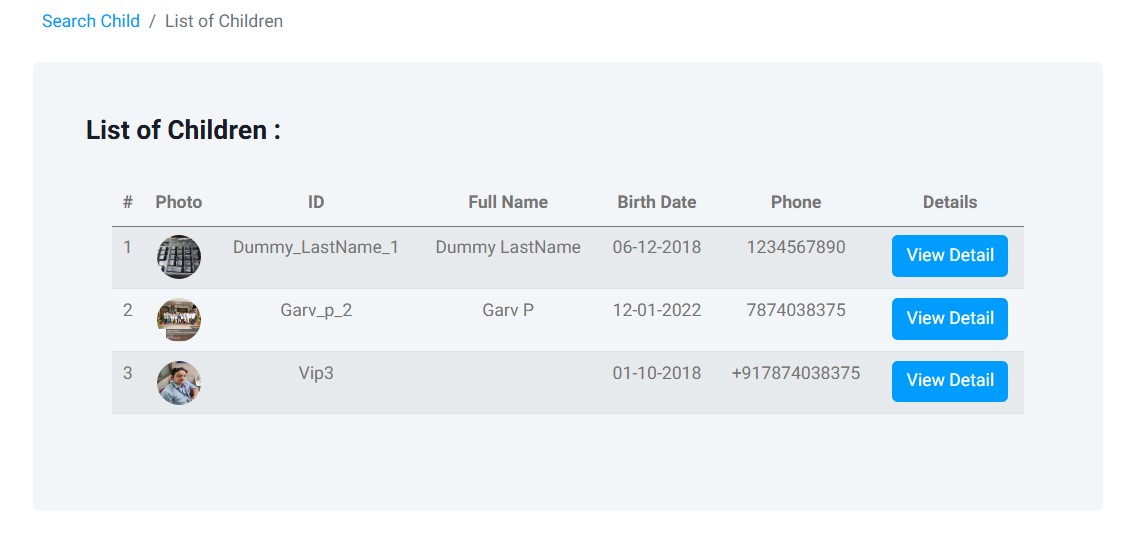 Search Child / List of Children
List of Children :
# Photo ID Full Name Birth Date Phone Details
1 Dummy_LastName_1 Dummy LastName 06-12-2018 1234567890 View Detail
2 Garv_p_2 Garv P 12-01-2022 7874038375 View Detail
3 Vip3 01-10-2018 +917874038375 View Detail